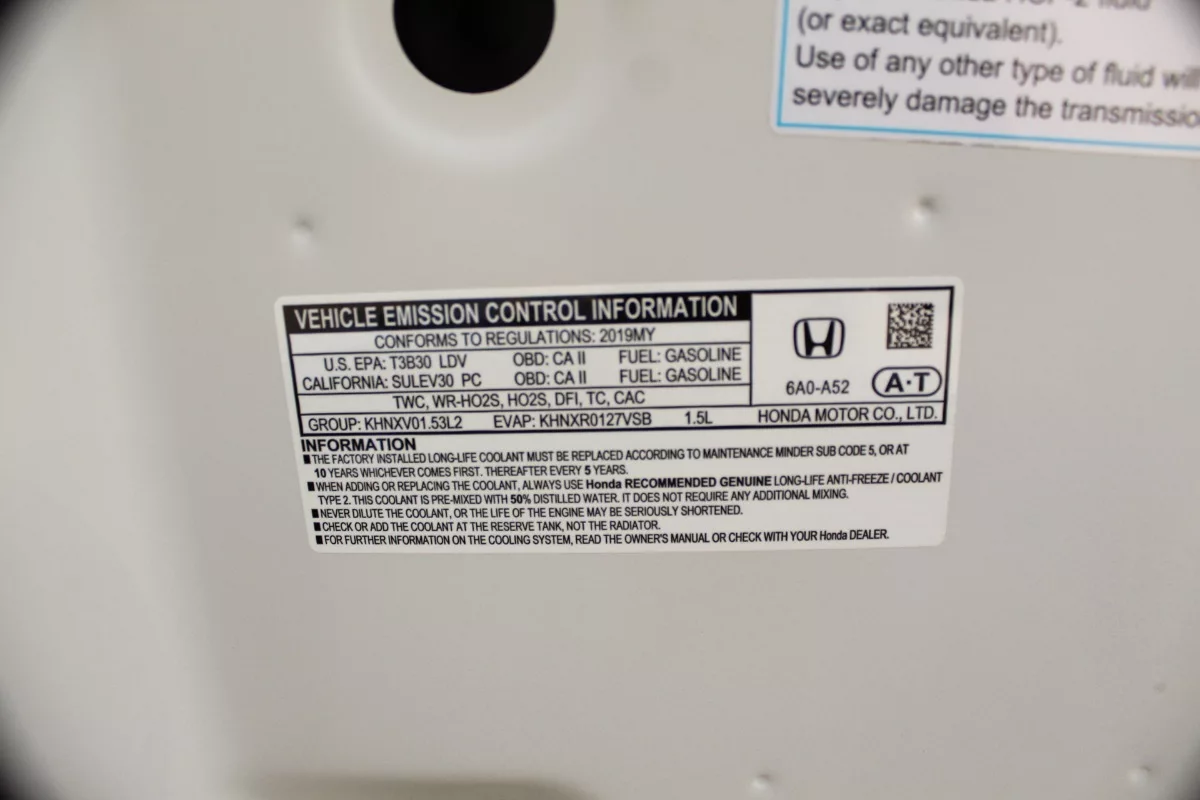 fluid
(or exact equivalent).
Use of any other type of fluid will
severely damage the transmissio
VEHICLE EMISSION CONTROL INFORMATION
CONFORMS TO REGULATIONS: 2019MY
U.S. EPA: T3B30 LDV OBD: CA II FUEL: GASOLINE
CALIFORNIA: SULEV30 PC OBD: CA II FUEL: GASOLINE
TWC, WR-HO2S, HO2S, DFI, TC, CAC
6A0-A52 A·T
GROUP: KHNXV01.53L2 EVAP: KHNXR0127VSB 1.5L HONDA MOTOR CO., LTD.
INFORMATION
■THE FACTORY INSTALLED LONG-LIFE COOLANT MUST BE REPLACED ACCORDING TO MAINTENANCE MINDER SUB CODE 5, OR AT
10 YEARS WHICHEVER COMES FIRST. THEREAFTER EVERY 5 YEARS.
■WHEN ADDING OR REPLACING THE COOLANT, ALWAYS USE Honda RECOMMENDED GENUINE LONG-LIFE ANTI-FREEZE / COOLANT
TYPE 2. THIS COOLANT IS PRE-MIXED WITH 50% DISTILLED WATER. IT DOES NOT REQUIRE ANY ADDITIONAL MIXING.
■NEVER DILUTE THE COOLANT, OR THE LIFE OF THE ENGINE MAY BE SERIOUSLY SHORTENED.
■CHECK OR ADD THE COOLANT AT THE RESERVE TANK, NOT THE RADIATOR.
■FOR FURTHER INFORMATION ON THE COOLING SYSTEM, READ THE OWNER'S MANUAL OR CHECK WITH YOUR Honda DEALER.